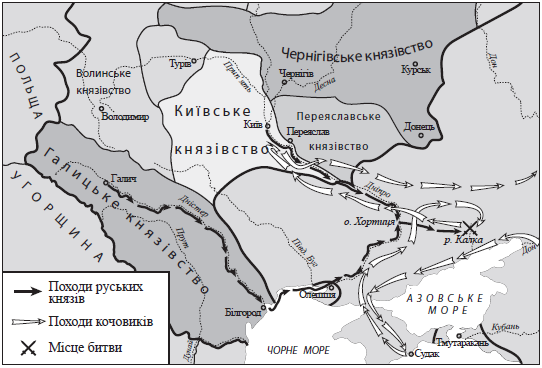 ПОЛЬЩА
УГОРЩИНА
Волинське
князівство
Володимир
Турів
Прип'ять
Чернігівське князівство
Чернігів
Десна
Курськ
Дон
Київське
князівство
Київ
Переяслав
Переяславське
князівство
Донець
Галицьке князівство
Галич
Дністер
Прут
Півд. Буг
Дніпро
о. Хортиця
р. Калка
Дон
Білгород
Олешшя
АЗОВСЬКЕ
МОРЕ
Тмутаракань
Кубань
Судак
ЧОРНЕ МОРЕ
Дунай
Походи руських
князів
Походи кочовиків
Місце битви